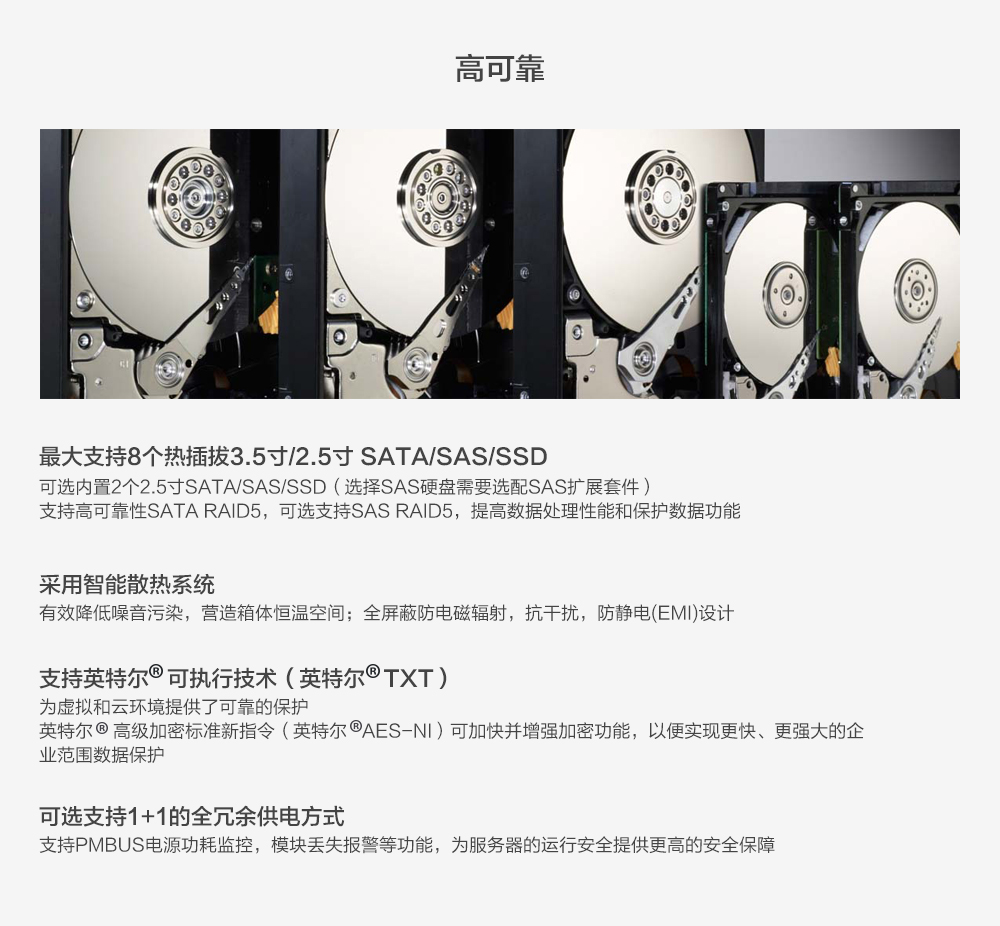 高可靠
最大支持8个热插拔3.5寸/2.5寸 SATA/SAS/SSD
可选内置2个2.5寸SATA/SAS/SSD（选择SAS硬盘需要选配SAS扩展套件）
支持高可靠性SATA RAID5，可选支持SAS RAID5，提高数据处理性能和保护数据功能
采用智能散热系统
有效降低噪音污染，营造箱体恒温空间；全屏蔽防电磁辐射，抗干扰，防静电(EMI)设计
支持英特尔® 可执行技术（英特尔® TXT）
为虚拟和云环境提供了可靠的保护
英特尔® 高级加密标准新指令（英特尔®AES-NI）可加快并增强加密功能，以便实现更快、更强大的企
业范围数据保护
可选支持1+1的全冗余供电方式
支持PMBUS电源功耗监控，模块丢失报警等功能，为服务器的运行安全提供更高的安全保障